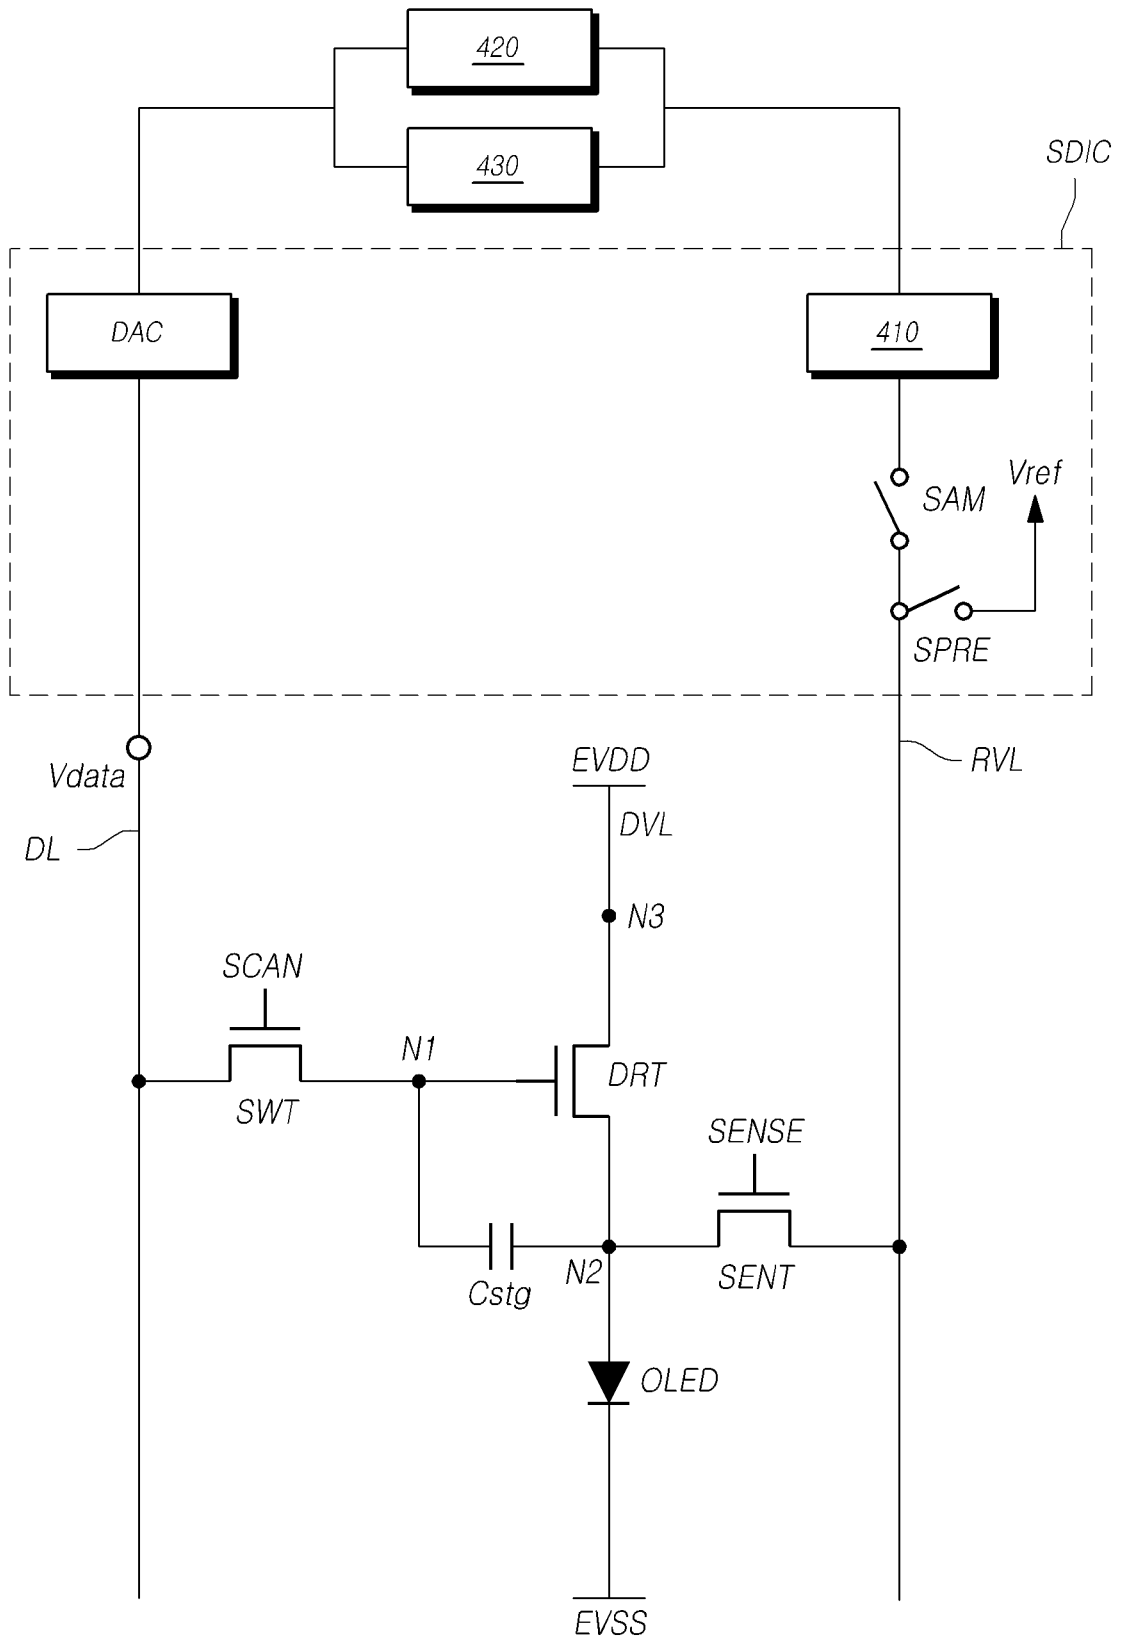 420
430
SDIC
DAC
410
SAM
Vref
SPRE
Vdata
EVDD
RVL
DVL
DL
N3
SCAN
N1
DRT
SWT
SENSE
N2
SENT
Cstg
OLED
EVSS